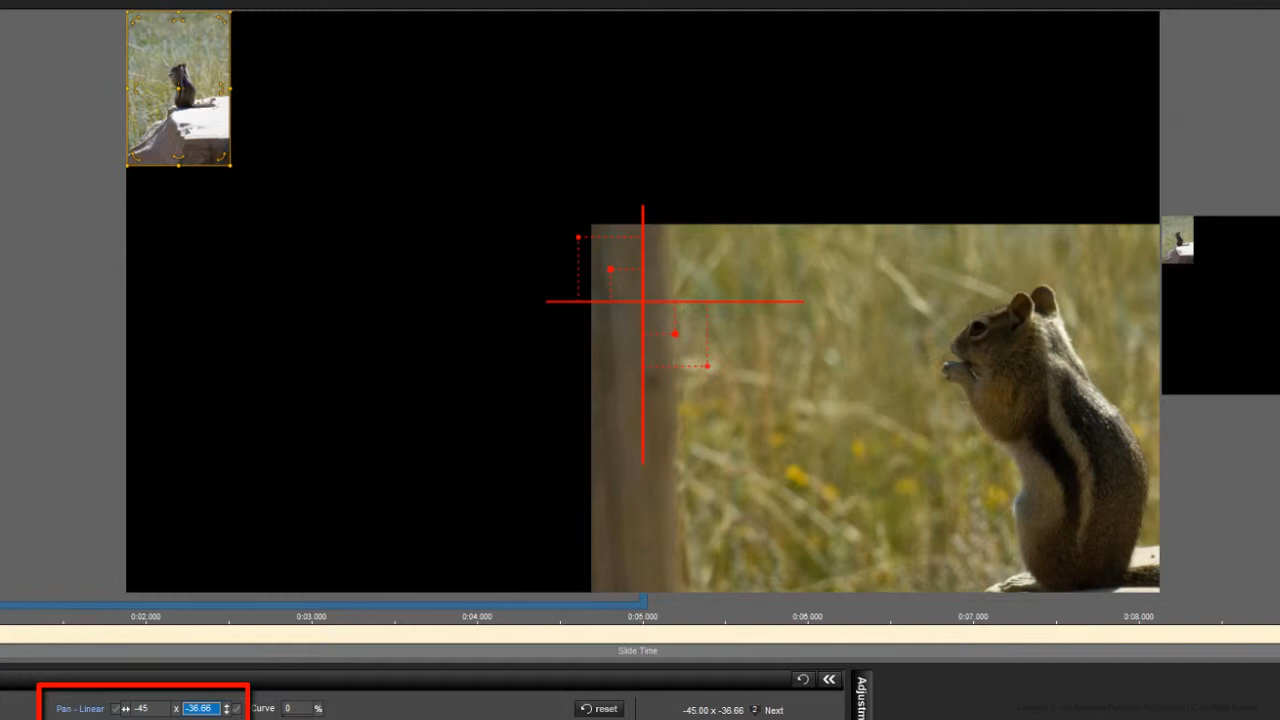 0:02.000 0:03.000 0:04.000 0:05.000 0:06.000 0:07.000 0:08.000
Slide Time
Pan - Linear -45 x -36.66 Curve 0 % reset -45.00 x -36.66 2 Next
Adjustm